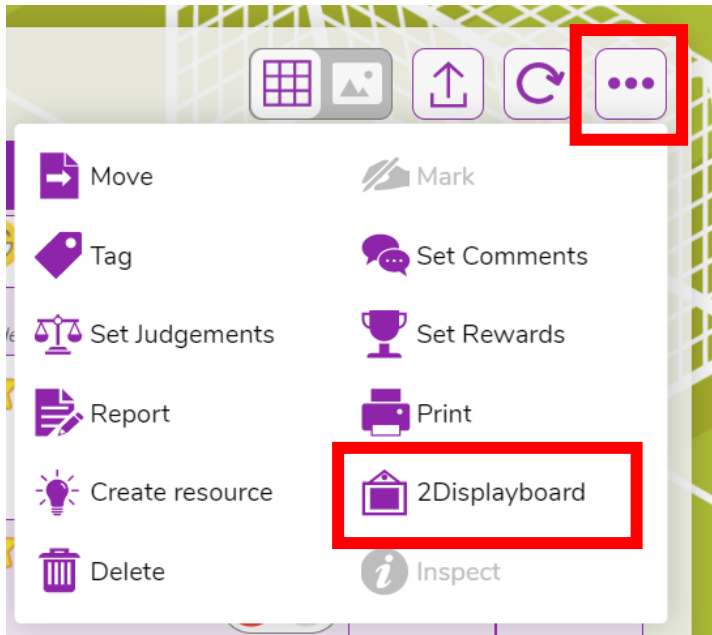 Move
Mark
Tag
Set Comments
Set Judgements
Set Rewards
Report
Print
Create resource
2Displayboard
Delete
Inspect